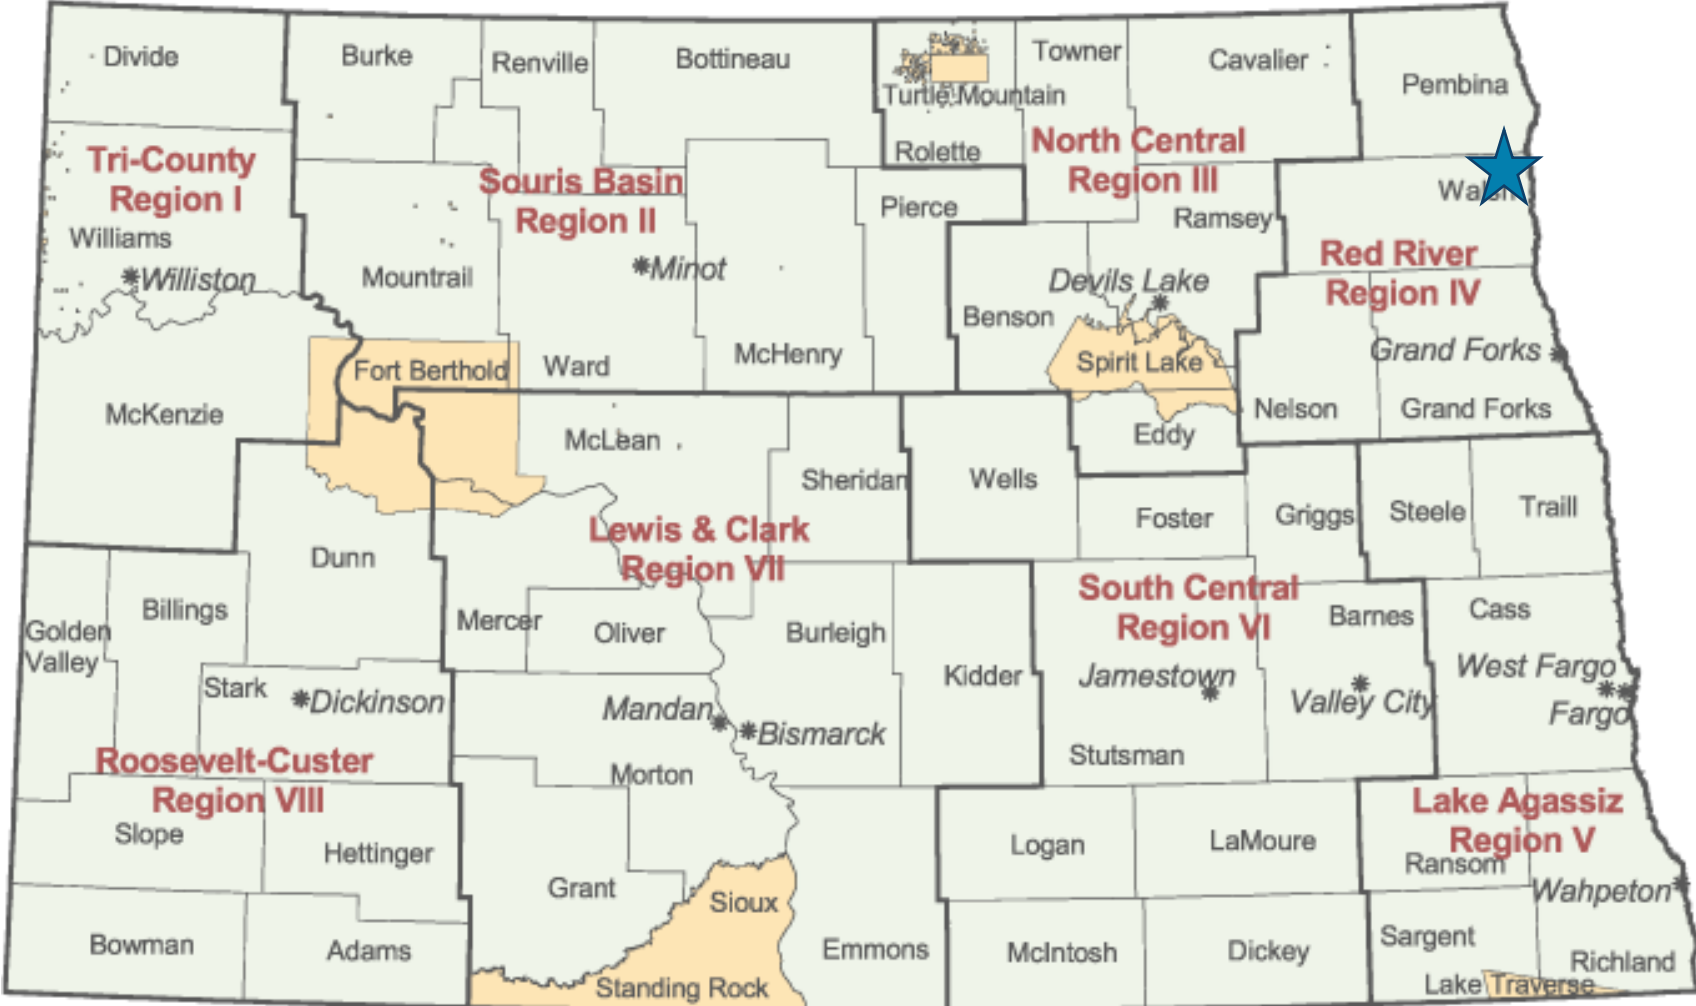 Divide
Burke
Renville
Bottineau
Towner
Cavalier
Pembina
Turtle Mountain
Rolette
Tri-County
Region I
Souris Basin
Region II
North Central
Region III
Walsh
Pierce
Ramsey
Williams
Williston
Mountrail
Minot
Devils Lake
Red River
Region IV
Benson
Grand Forks
Fort Berthold
Ward
McHenry
Spirit Lake
McKenzie
Nelson
Grand Forks
McLean
Eddy
Sheridan
Wells
Foster
Griggs
Steele
Traill
Lewis & Clark
Region VII
Dunn
South Central
Region VI
Golden
Valley
Billings
Mercer
Oliver
Burleigh
Barnes
Cass
Kidder
Jamestown
West Fargo
Stark
Dickinson
Mandan
Bismarck
Valley City
Fargo
Stutsman
Roosevelt-Custer
Region VIII
Morton
Lake Agassiz
Region V
Slope
Hettinger
Logan
LaMoure
Ransom
Grant
Sioux
Wahpeton
Bowman
Adams
Emmons
McIntosh
Dickey
Sargent
Richland
Standing Rock
Lake Traverse